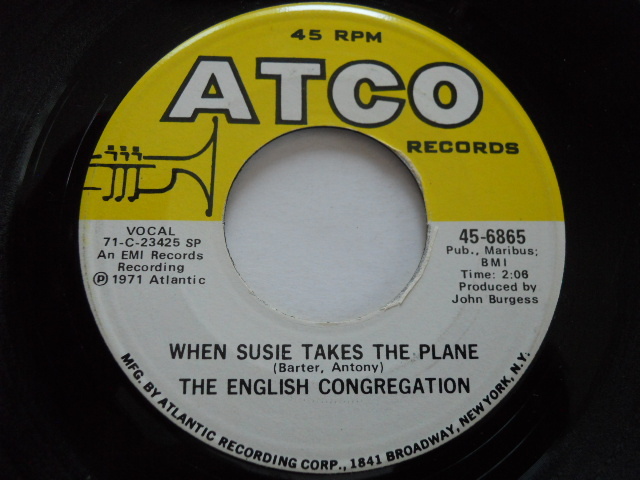 45 RPM
ATCO
RECORDS
VOCAL
71-C-23425 SP
An EMI Records
Recording
Ⓟ 1971 Atlantic
45-6865
Pub., Maribus;
BMI
Time: 2:06
Produced by
John Burgess
WHEN SUSIE TAKES THE PLANE
(Barter, Antony)
THE ENGLISH CONGREGATION
MFG. BY ATLANTIC RECORDING CORP., 1841 BROADWAY, NEW YORK, N.Y.